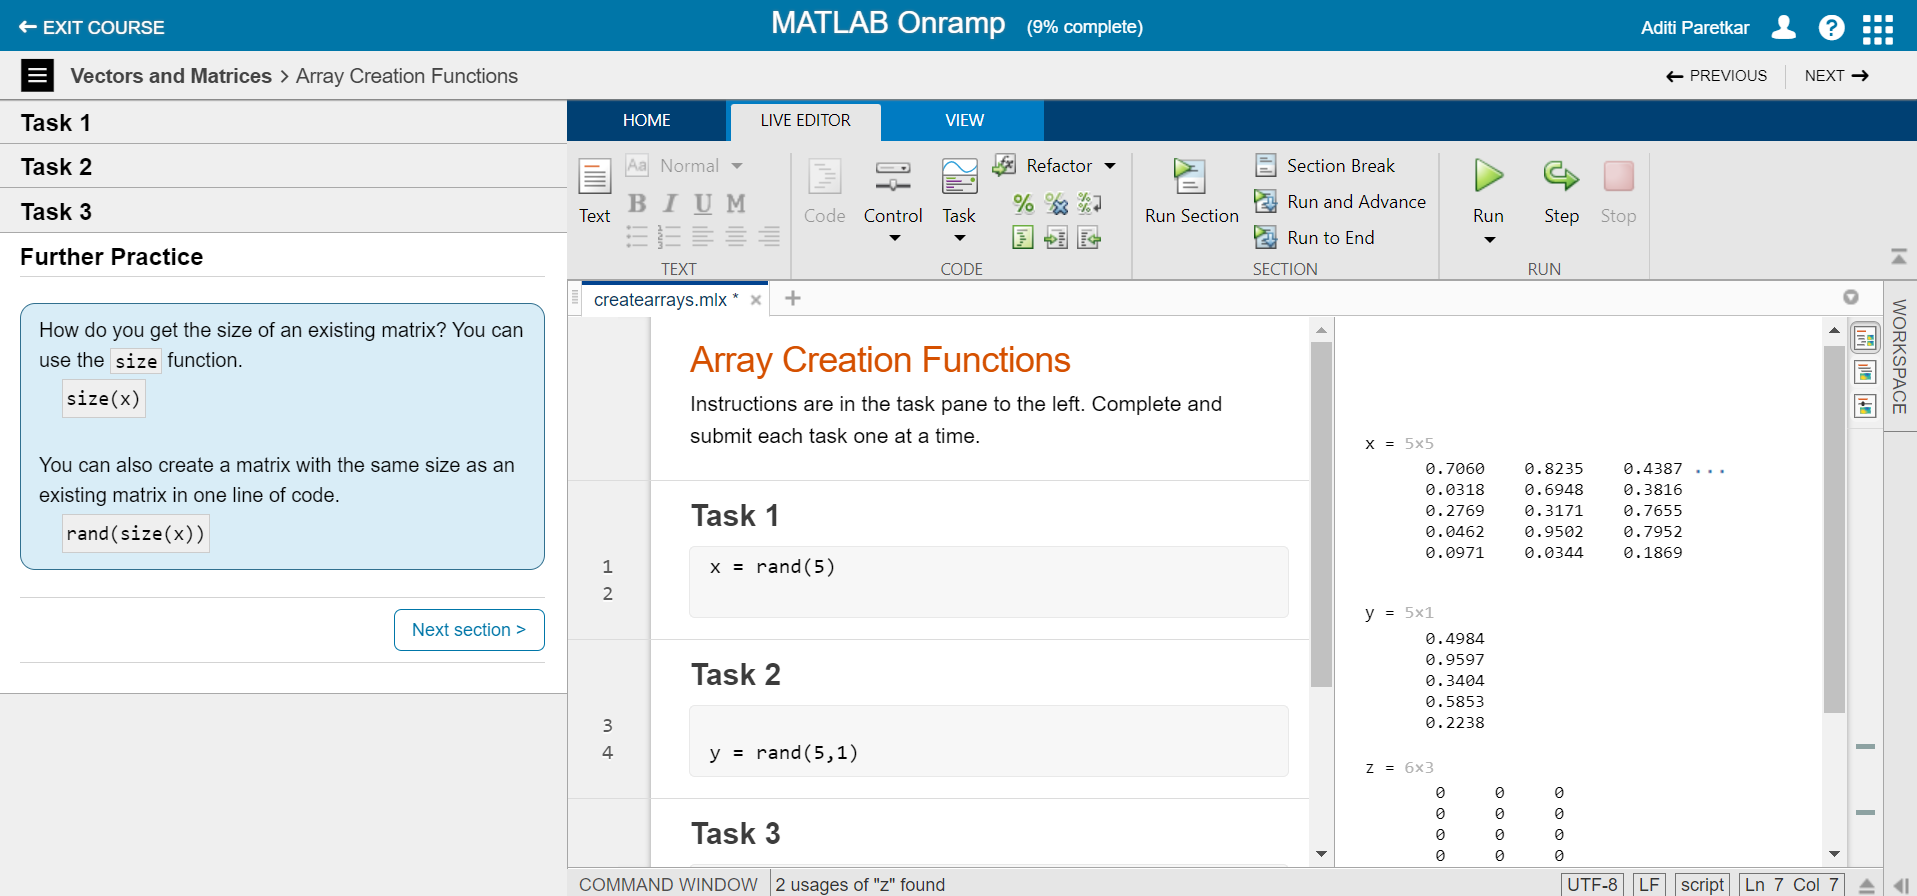 EXIT COURSE
MATLAB Onramp (9% complete)
Aditi Paretkar
Vectors and Matrices > Array Creation Functions
PREVIOUS
NEXT
Task 1
Task 2
Task 3
Further Practice
How do you get the size of an existing matrix? You can
use the size function.
size(x)
You can also create a matrix with the same size as an
existing matrix in one line of code.
rand(size(x))
Next section >
HOME
LIVE EDITOR
VIEW
Text
Aa Normal
B I U M
TEXT
Code
Control
Task
Refactor
CODE
Run Section
Section Break
Run and Advance
Run to End
SECTION
Run
Step
Stop
RUN
createarrays.mlx *
WORKSPACE
Array Creation Functions
Instructions are in the task pane to the left. Complete and
submit each task one at a time.
Task 1
1 x = rand(5)
2
Task 2
3
4 y = rand(5,1)
Task 3
x = 5×5
0.7060 0.8235 0.4387 ...
0.0318 0.6948 0.3816
0.2769 0.3171 0.7655
0.0462 0.9502 0.7952
0.0971 0.0344 0.1869
y = 5×1
0.4984
0.9597
0.3404
0.5853
0.2238
z = 6×3
0 0 0
0 0 0
0 0 0
0 0 0
COMMAND WINDOW
2 usages of "z" found
UTF-8
LF
script
Ln 7 Col 7